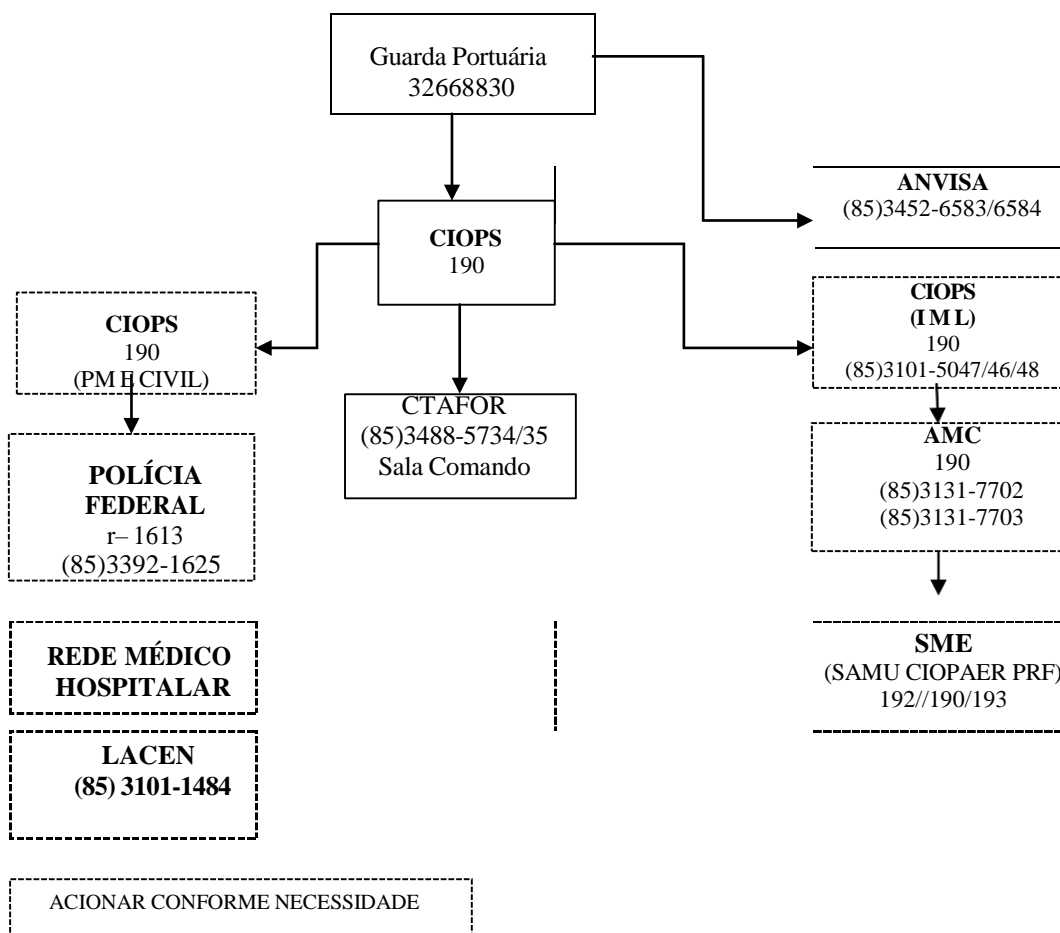 Guarda Portuária
32668830
ANVISA
(85)3452-6583/6584
CIOPS
190
CIOPS
190
(PM E CIVIL)
CIOPS
(I M L)
190
(85)3101-5047/46/48
CTAFOR
(85)3488-5734/35
Sala Comando
POLÍCIA
FEDERAL
r– 1613
(85)3392-1625
AMC
190
(85)3131-7702
(85)3131-7703
REDE MÉDICO
HOSPITALAR
SME
(SAMU CIOPAER PRF)
192//190/193
LACEN
(85) 3101-1484
ACIONAR CONFORME NECESSIDADE